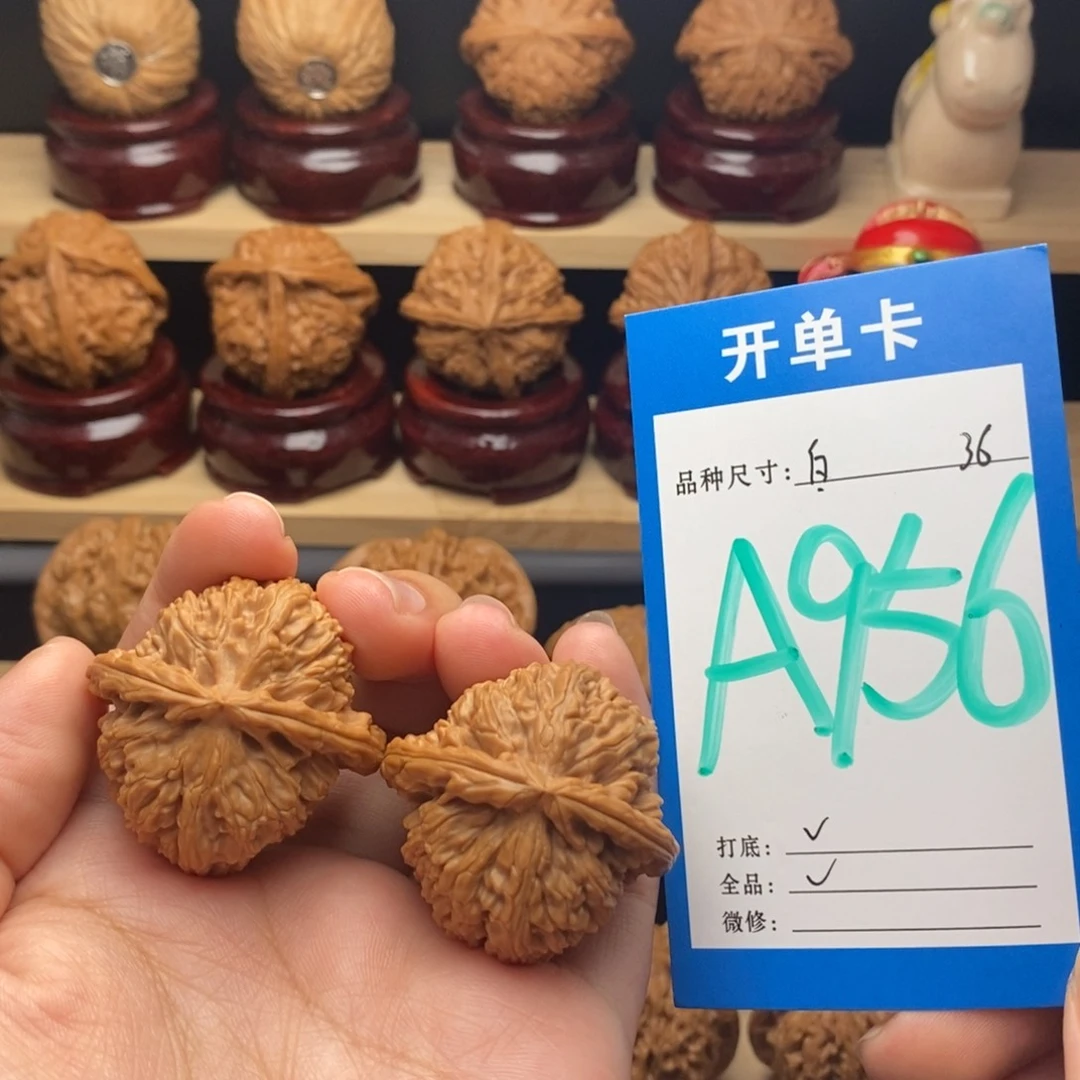 开单卡
品种尺寸: 白 36
A956
打底: ✓
全品: ✓
微修: